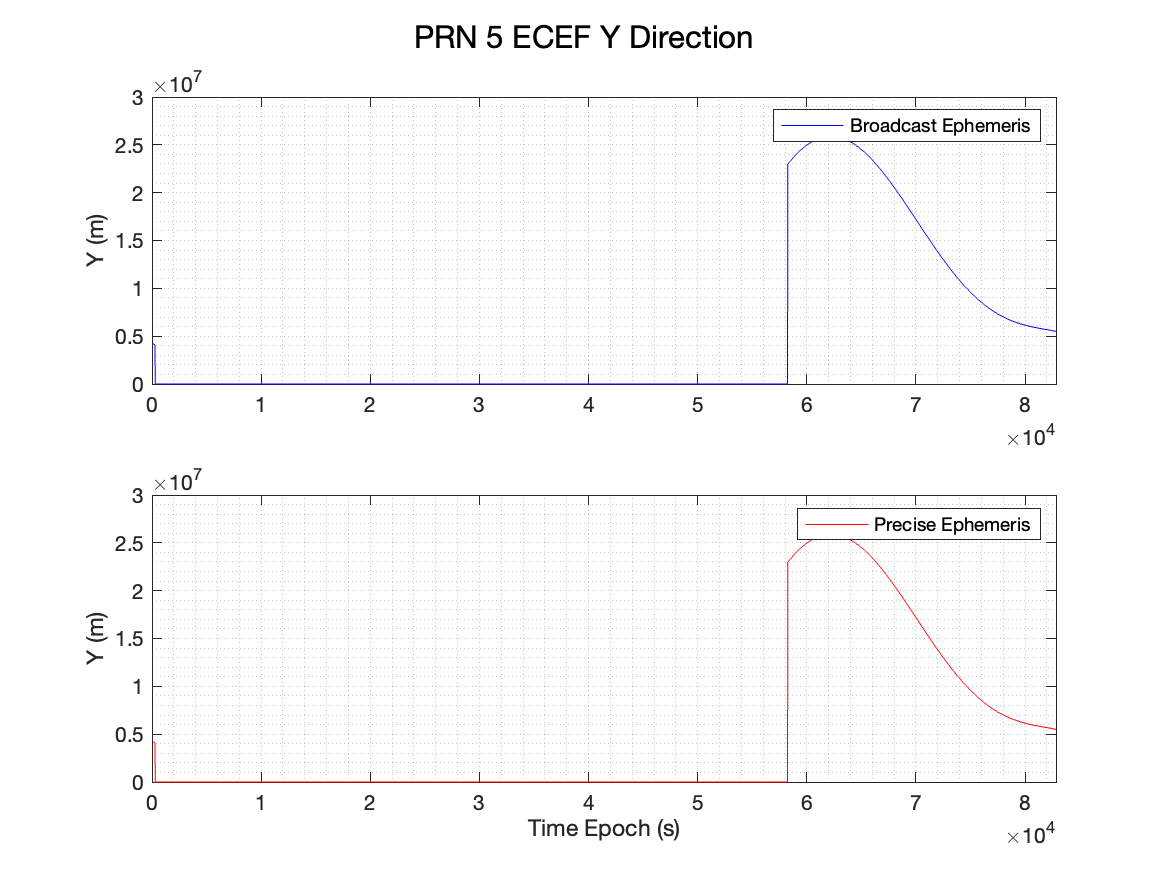 PRN 5 ECEF Y Direction
×10^7
Broadcast Ephemeris
3
2.5
2
1.5
1
0.5
0
Y (m)
0 1 2 3 4 5 6 7 8
×10^4
×10^7
Precise Ephemeris
3
2.5
2
1.5
1
0.5
0
Y (m)
0 1 2 3 4 5 6 7 8
Time Epoch (s)
×10^4